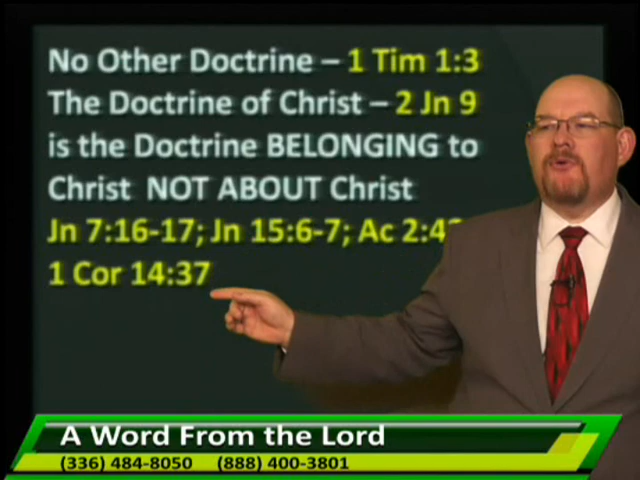 No Other Doctrine – 1 Tim 1:3
The Doctrine of Christ – 2 Jn 9
is the Doctrine BELONGING to
Christ NOT ABOUT Christ
Jn 7:16-17; Jn 15:6-7; Ac
1 Cor 14:37
A Word From the Lord
(336) 484-8050 (888) 400-3801